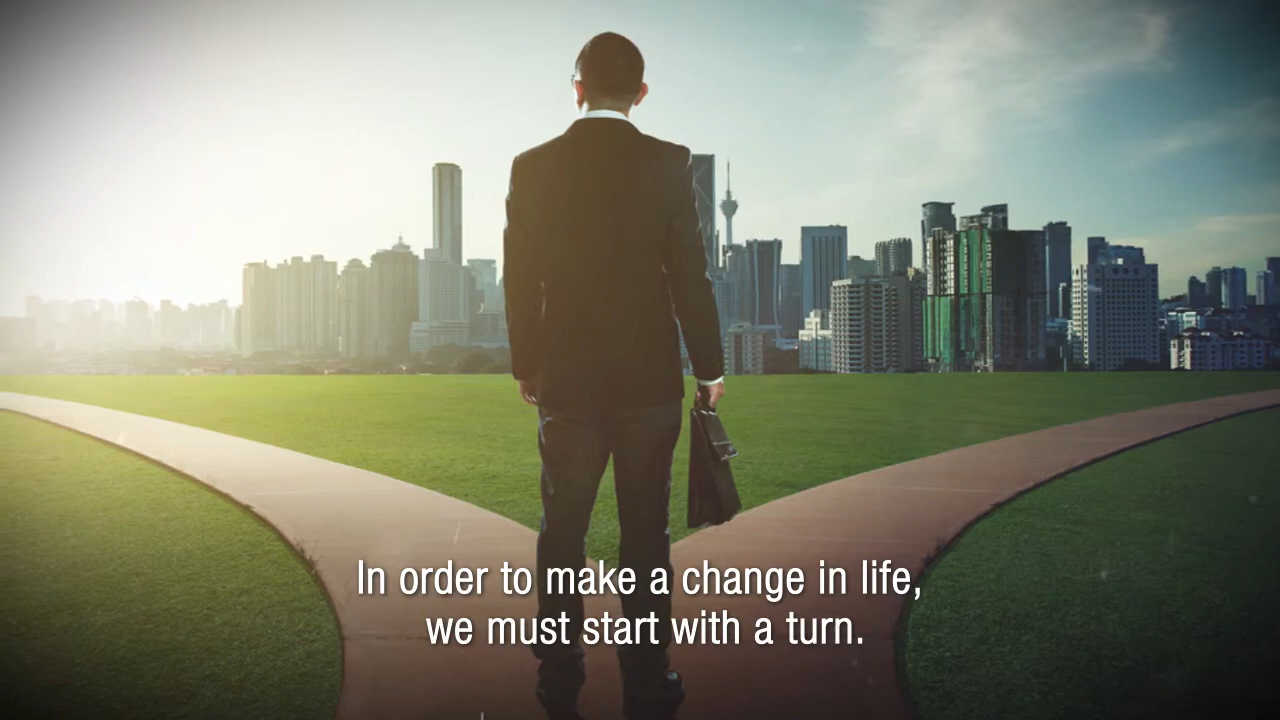 In order to make a change in life,
we must start with a turn.